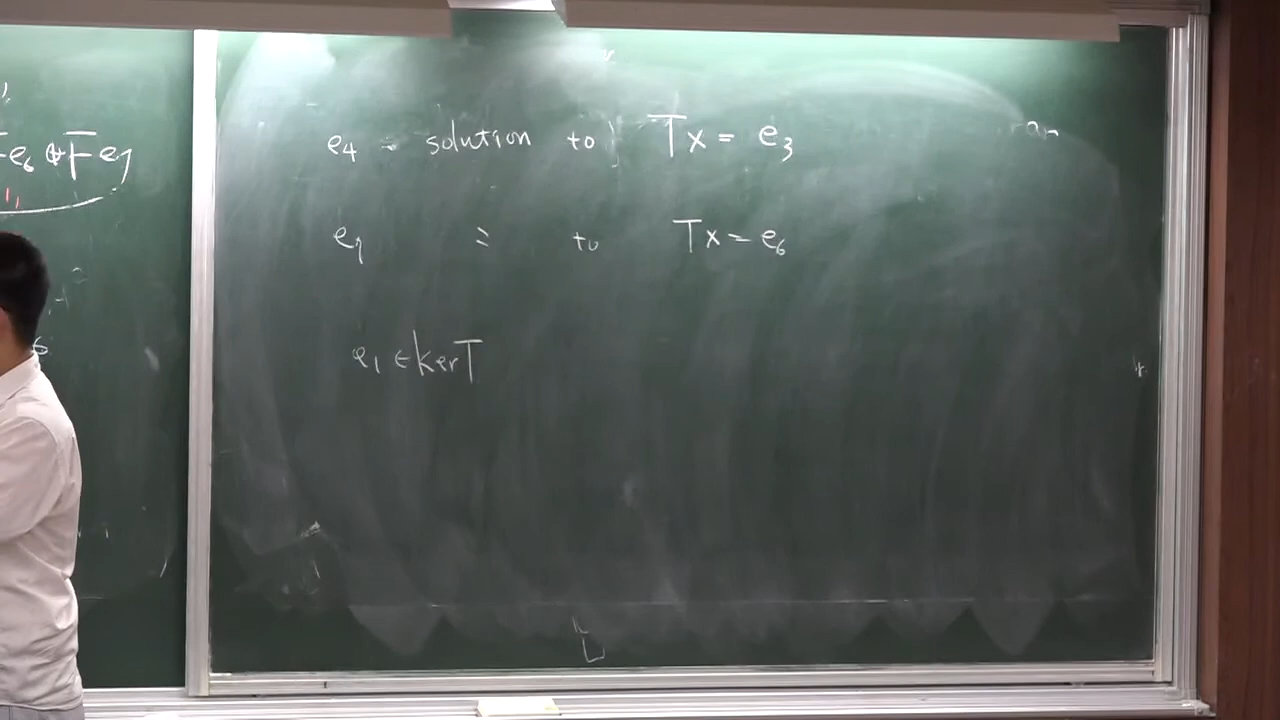 e₆ ⊕ F e₇
e₄ - solution to Tx = e₃
e₇ = to Tx = e₆
e₁ ∈ ker T